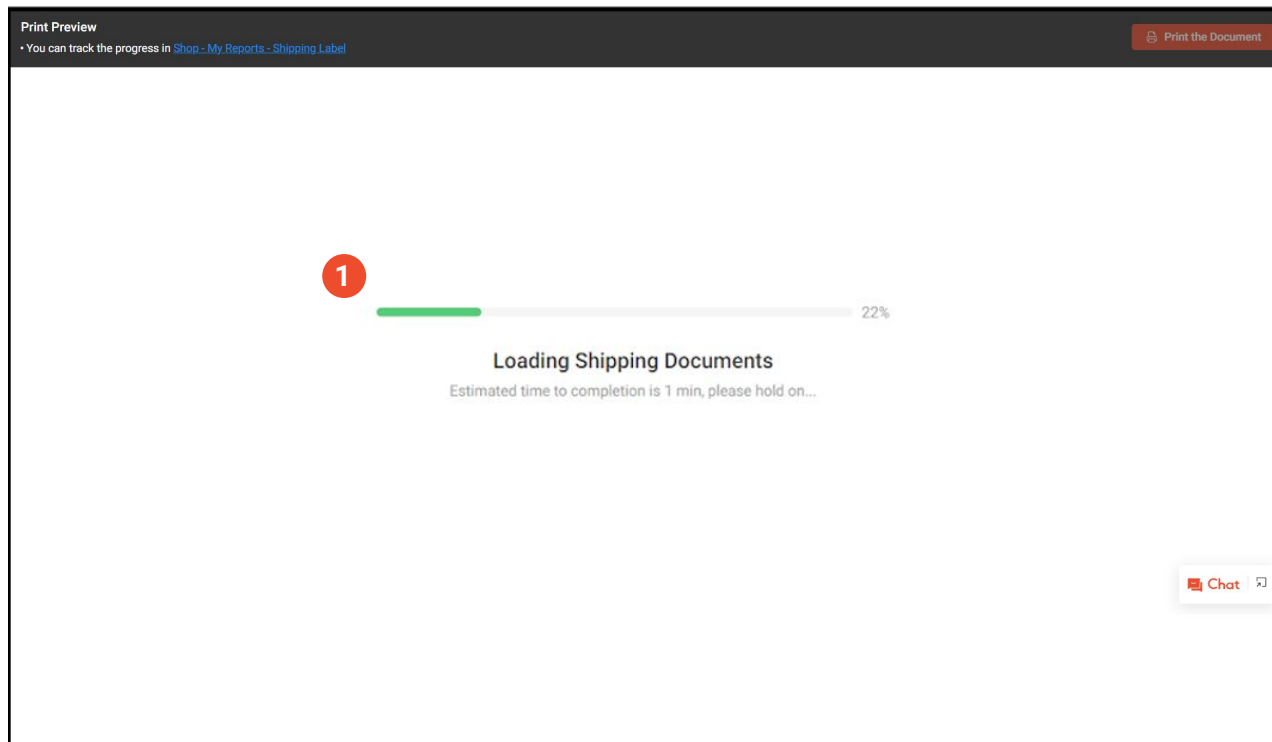 Print Preview
• You can track the progress in Shop - My Reports - Shipping Label
Print the Document
1
22%
Loading Shipping Documents
Estimated time to completion is 1 min, please hold on...
Chat